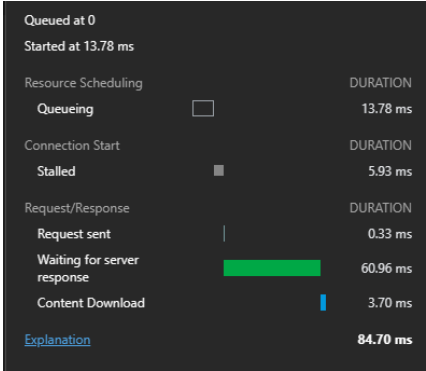 Queued at 0
Started at 13.78 ms
Resource Scheduling DURATION
Queueing 13.78 ms
Connection Start DURATION
Stalled 5.93 ms
Request/Response DURATION
Request sent 0.33 ms
Waiting for server
response 60.96 ms
Content Download 3.70 ms
Explanation 84.70 ms